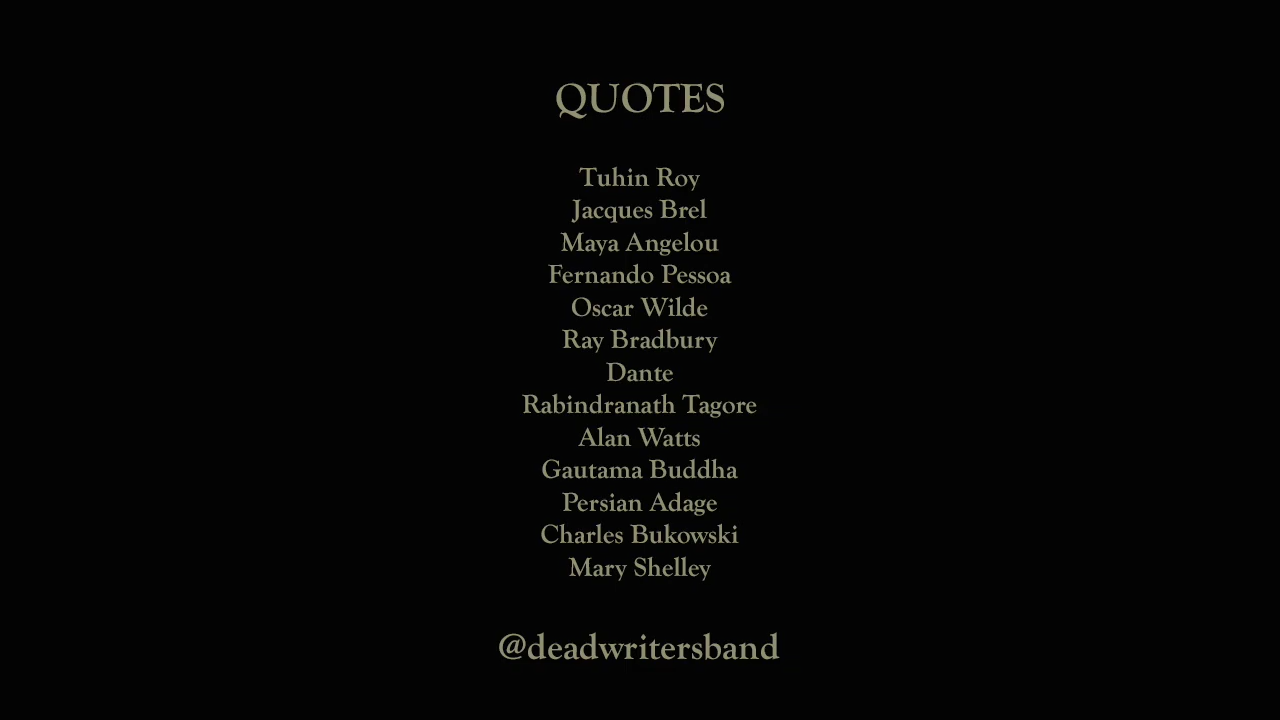 QUOTES
Tuhin Roy
Jacques Brel
Maya Angelou
Fernando Pessoa
Oscar Wilde
Ray Bradbury
Dante
Rabindranath Tagore
Alan Watts
Gautama Buddha
Persian Adage
Charles Bukowski
Mary Shelley
@deadwritersband